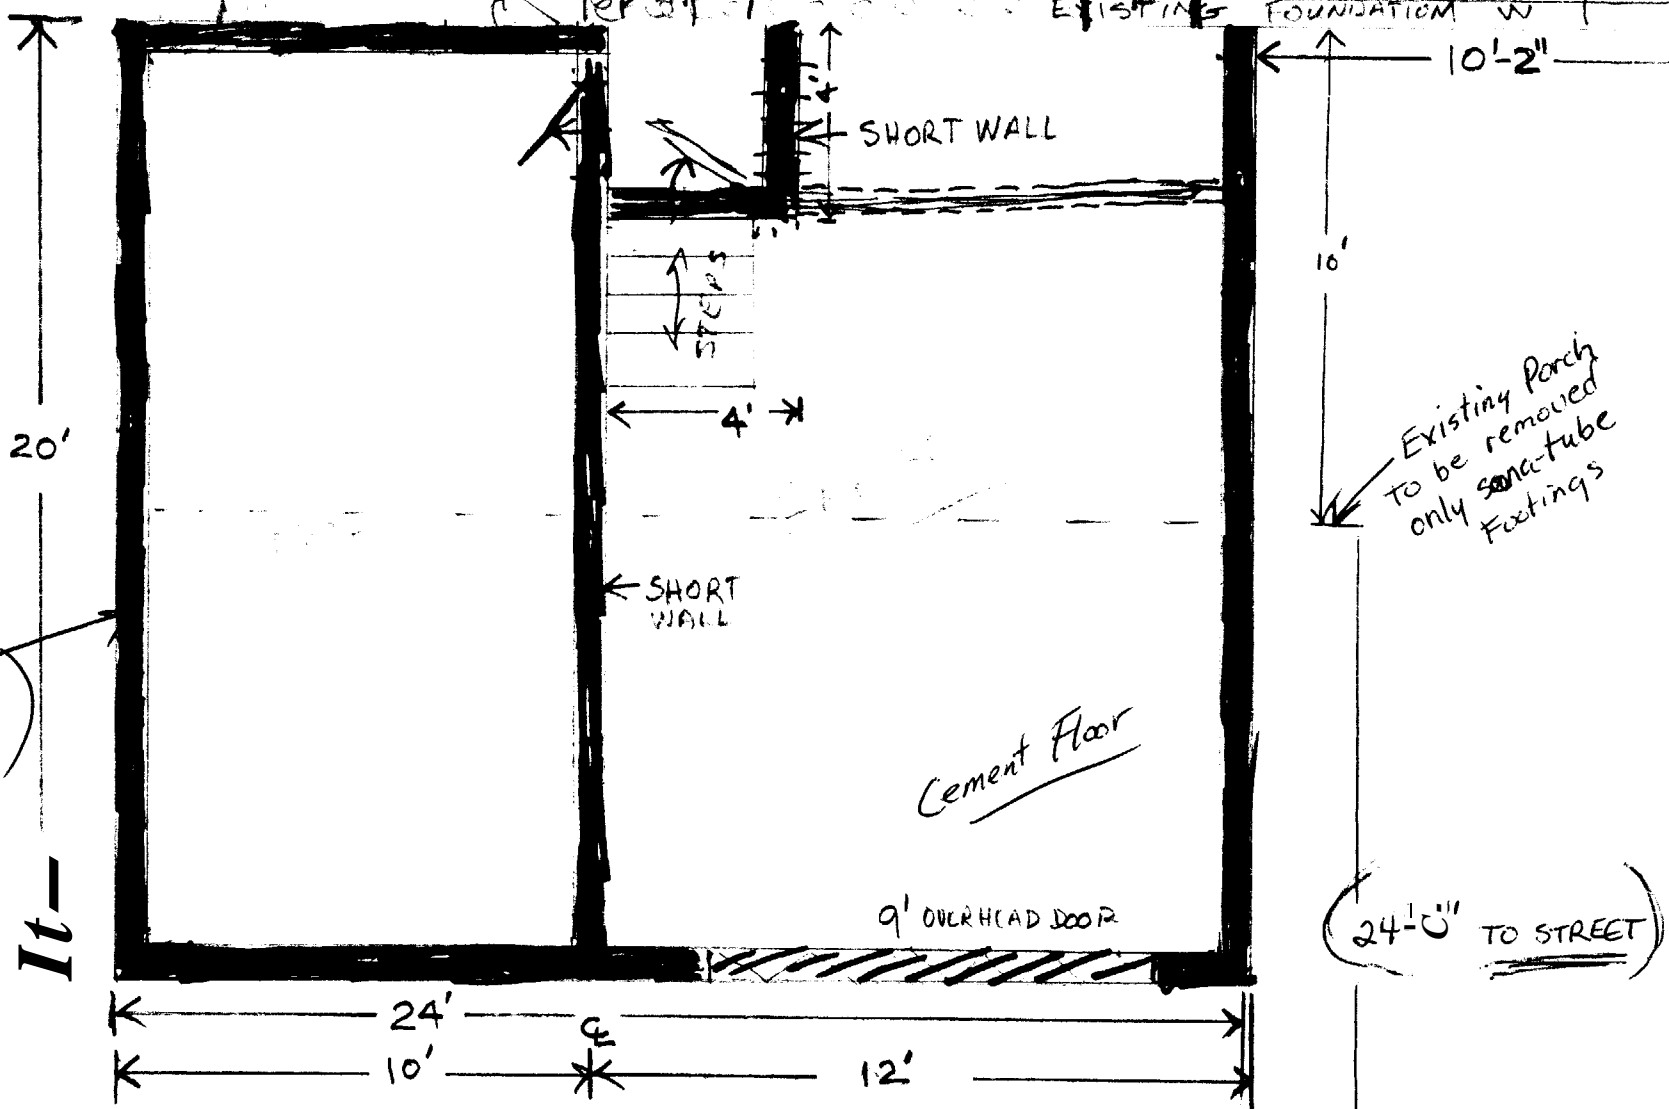 EXISTING FOUNDATION W
10'-2"
4'
SHORT WALL
10'
STEPS
4'
20'
Existing Porch
To be removed
only sona-tube
Footings
SHORT
WALL
Cement Floor
9' OVERHEAD DOOR
24'-0" TO STREET
It-
24'
℄
10'
12'